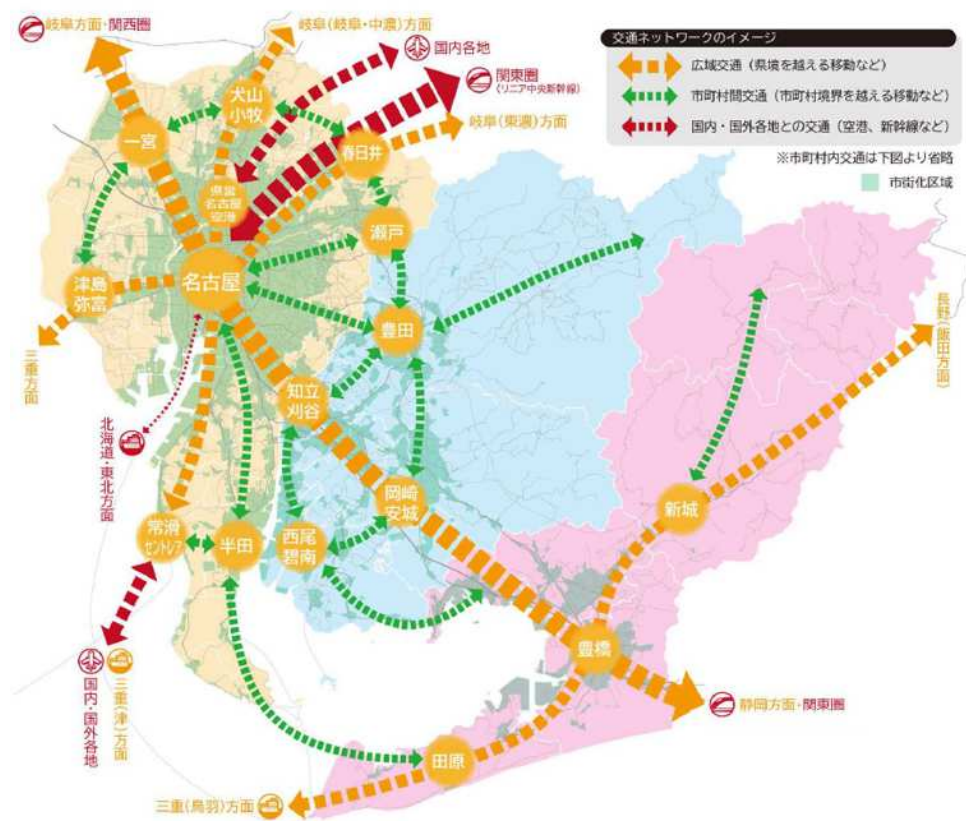 岐阜方面・関西圏
岐阜(岐阜・中濃)方面
国内各地
関東圏
(リニア中央新幹線)
岐阜(東濃)方面
交通ネットワークのイメージ
広域交通（県境を越える移動など）
市町村間交通（市町村境界を越える移動など）
国内・国外各地との交通（空港、新幹線など）
※市町村内交通は下図より省略
市街化区域
犬山
小牧
一宮
春日井
県営
名古屋
空港
瀬戸
名古屋
津島
弥富
豊田
三重方面
長野(飯田方面)
知立
刈谷
北海道・東北方面
岡崎
安城
新城
常滑
セントレア
半田
西尾
碧南
豊橋
国内・国外各地
三重(津)方面
静岡方面・関東圏
田原
三重(鳥羽)方面